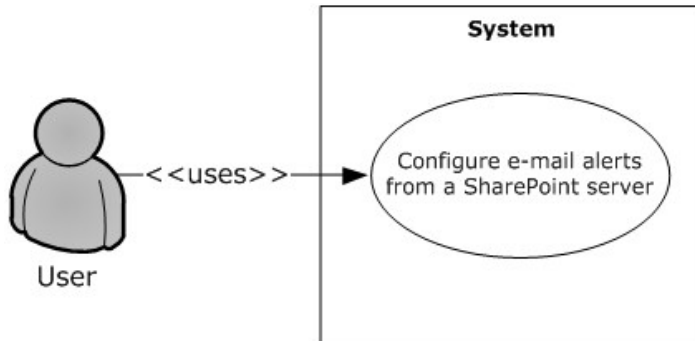 System
Configure e-mail alerts
from a SharePoint server
<<uses>>
User